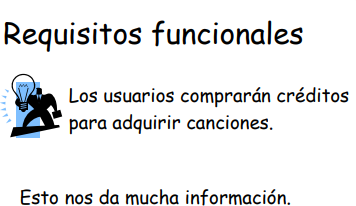 Requisitos funcionales
Los usuarios comprarán créditos
para adquirir canciones.
Esto nos da mucha información.